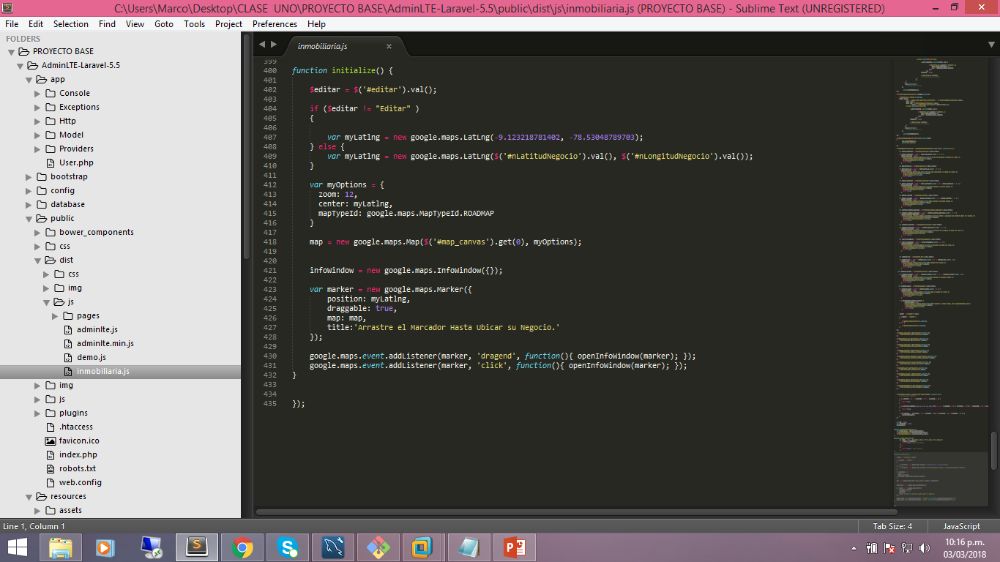 C:\Users\Marco\Desktop\CLASE UNO\PROYECTO BASE\AdminLTE-Laravel-5.5\public\dist\js\inmobiliaria.js (PROYECTO BASE) - Sublime Text (UNREGISTERED)
File Edit Selection Find View Goto Tools Project Preferences Help
FOLDERS
PROYECTO BASE
AdminLTE-Laravel-5.5
app
Console
Exceptions
Http
Model
Providers
User.php
bootstrap
config
database
public
bower_components
css
dist
css
img
js
pages
adminlte.js
adminlte.min.js
demo.js
inmobiliaria.js
img
js
plugins
.htaccess
favicon.ico
index.php
robots.txt
web.config
resources
assets
inmobiliaria.js
399
400 function initialize() {
401
402 $editar = $('#editar').val();
403
404 if ($editar != "Editar" )
405 {
406
407 var myLatlng = new google.maps.LatLng(-9.123218781402, -78.53048789703);
408 } else {
409 var myLatlng = new google.maps.LatLng($('#nLatitudNegocio').val(), $('#nLongitudNegocio').val());
410 }
411
412 var myOptions = {
413 zoom: 12,
414 center: myLatlng,
415 mapTypeId: google.maps.MapTypeId.ROADMAP
416 }
417
418 map = new google.maps.Map($('#map_canvas').get(0), myOptions);
419
420
421 infoWindow = new google.maps.InfoWindow({});
422
423 var marker = new google.maps.Marker({
424 position: myLatlng,
425 draggable: true,
426 map: map,
427 title:'Arrastre el Marcador Hasta Ubicar su Negocio.'
428 });
429
430 google.maps.event.addListener(marker, 'dragend', function(){ openInfoWindow(marker); });
431 google.maps.event.addListener(marker, 'click', function(){ openInfoWindow(marker); });
432 }
433
434
435 });
Line 1, Column 1
Tab Size: 4
JavaScript
10:16 p.m.
03/03/2018